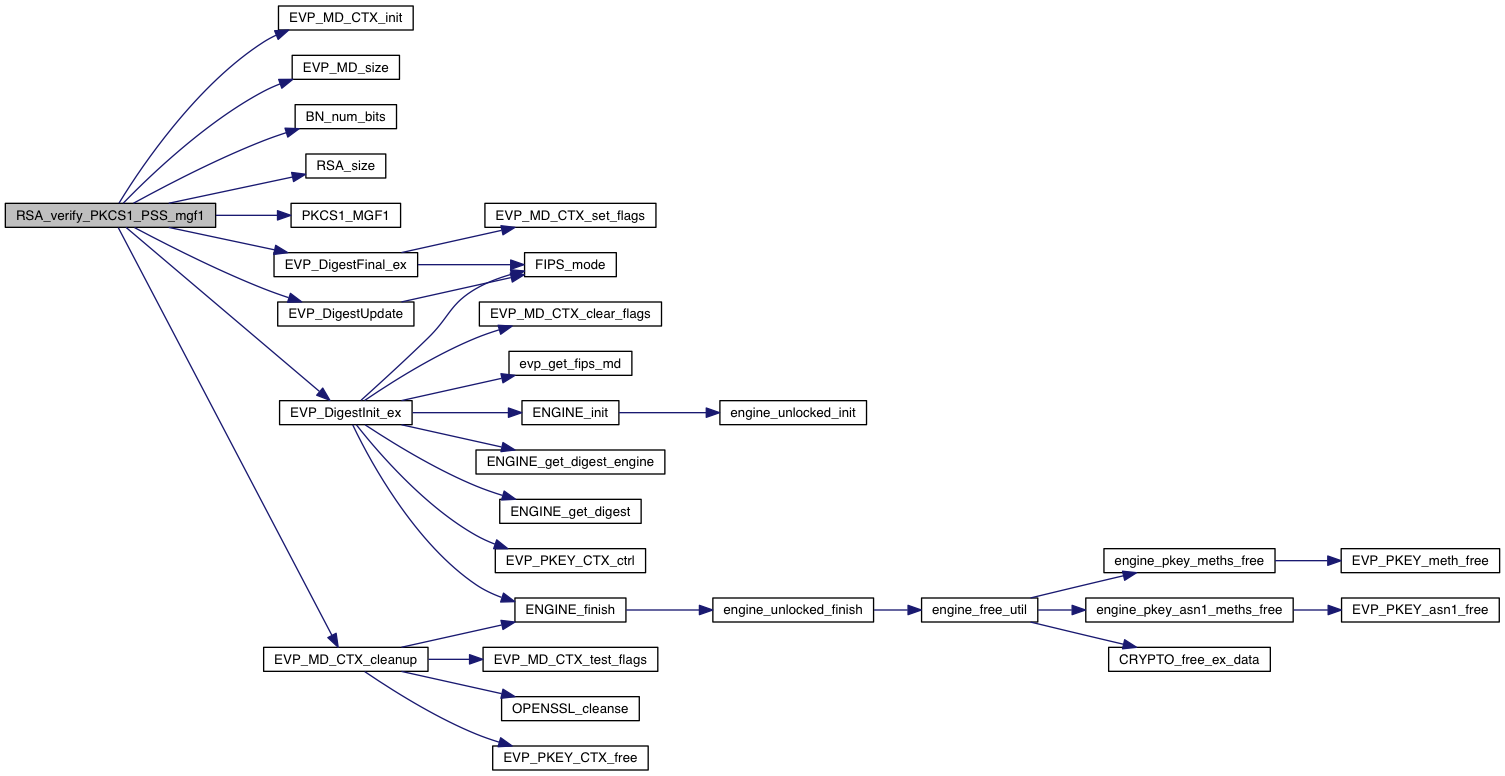 EVP_MD_CTX_init
EVP_MD_size
BN_num_bits
RSA_size
RSA_verify_PKCS1_PSS_mgf1
PKCS1_MGF1
EVP_MD_CTX_set_flags
EVP_DigestFinal_ex
FIPS_mode
EVP_DigestUpdate
EVP_MD_CTX_clear_flags
evp_get_fips_md
EVP_DigestInit_ex
ENGINE_init
engine_unlocked_init
ENGINE_get_digest_engine
ENGINE_get_digest
EVP_PKEY_CTX_ctrl
engine_pkey_meths_free
EVP_PKEY_meth_free
ENGINE_finish
engine_unlocked_finish
engine_free_util
engine_pkey_asn1_meths_free
EVP_PKEY_asn1_free
EVP_MD_CTX_cleanup
EVP_MD_CTX_test_flags
CRYPTO_free_ex_data
OPENSSL_cleanse
EVP_PKEY_CTX_free